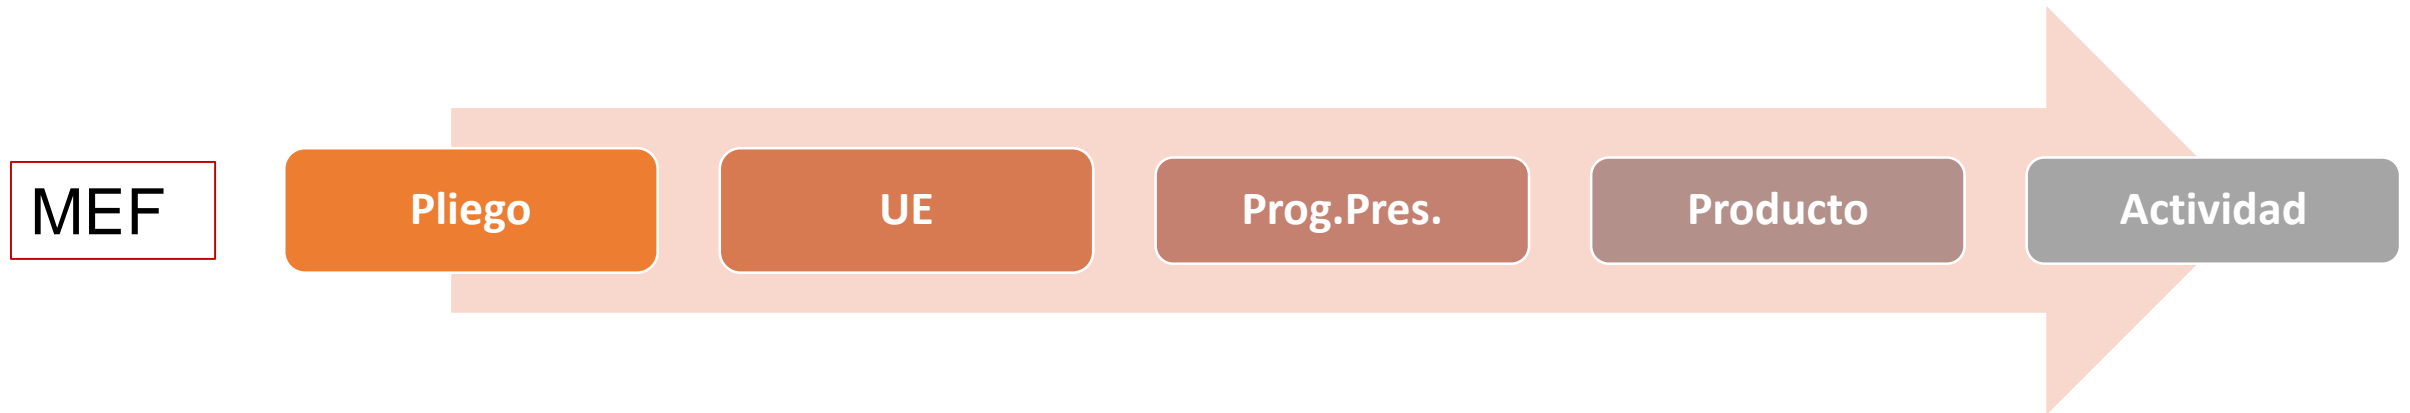 MEF
Pliego
UE
Prog.Pres.
Producto
Actividad